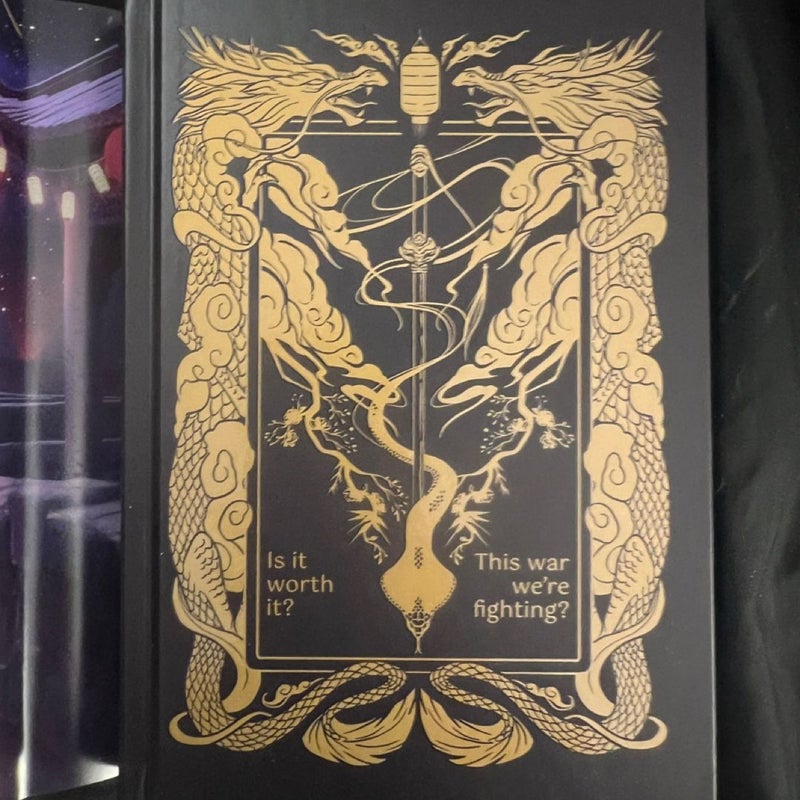 Is it
worth
it?
This war
we're
fighting?